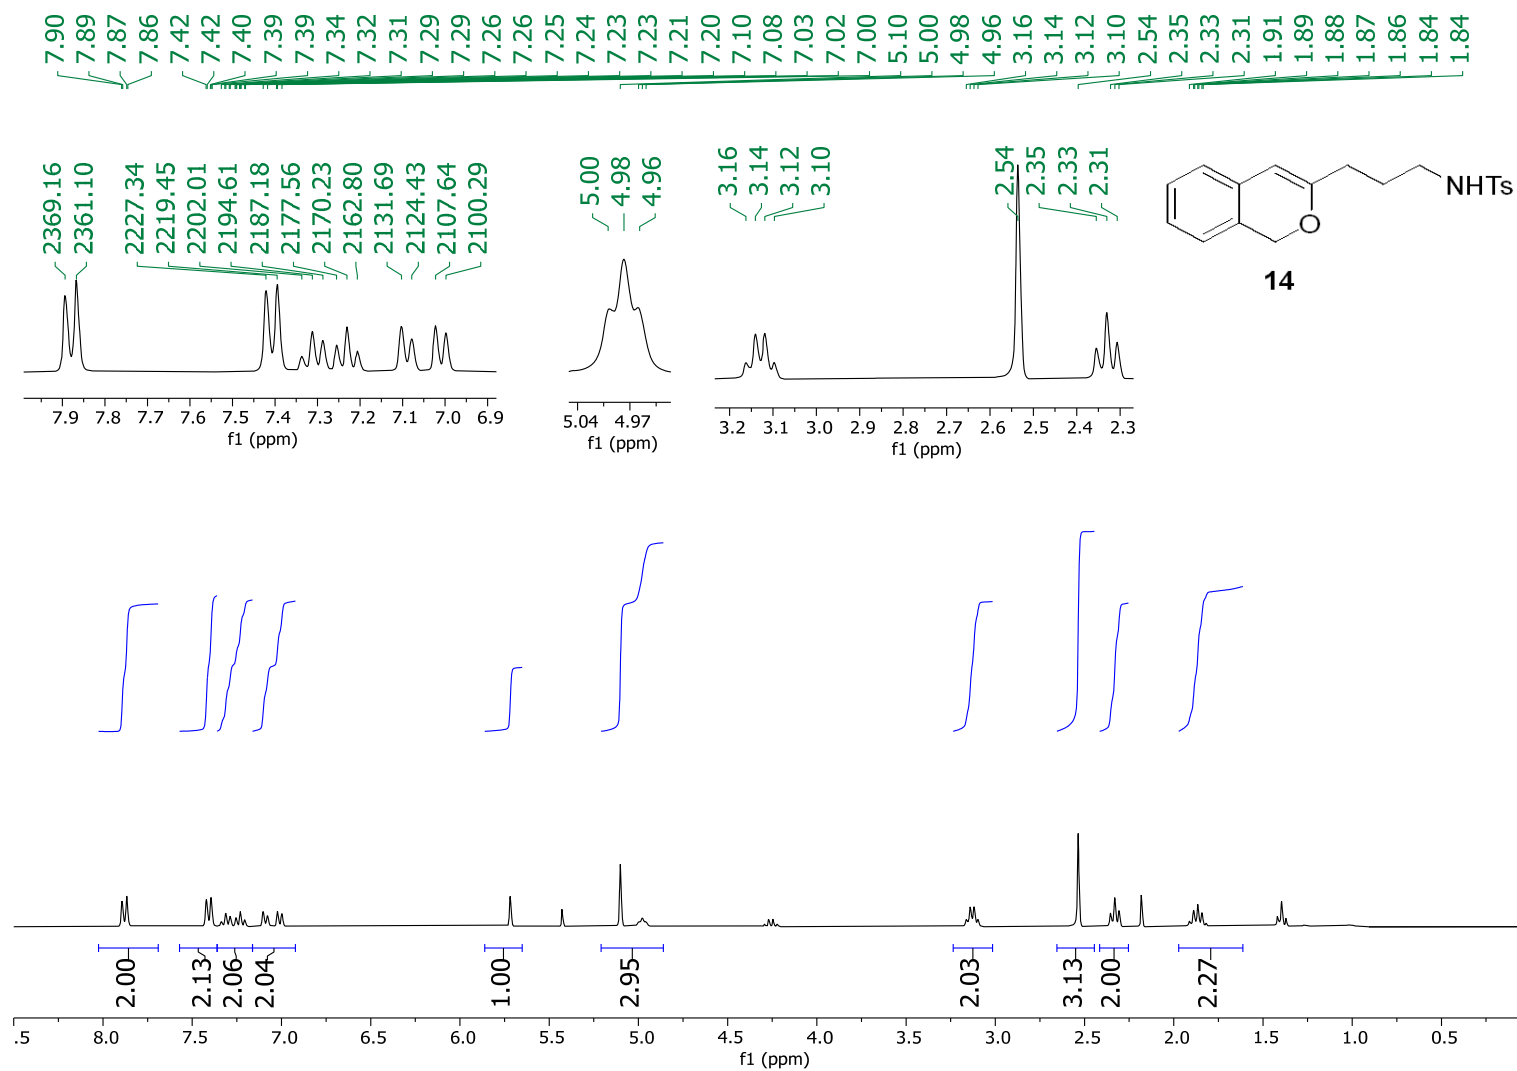 7.90 7.89 7.87 7.86 7.42 7.42 7.40 7.39 7.39 7.34 7.32 7.31 7.29 7.29 7.26 7.26 7.25 7.24 7.23 7.23 7.21 7.20 7.10 7.08 7.03 7.02 7.00 5.10 5.00 4.98 4.96 3.16 3.14 3.12 3.10 2.54 2.35 2.33 2.31 1.91 1.89 1.88 1.87 1.86 1.84 1.84
2369.16 2361.10 2227.34 2219.45 2202.01 2194.61 2187.18 2177.56 2170.23 2162.80 2131.69 2124.43 2107.64 2100.29
7.9 7.8 7.7 7.6 7.5 7.4 7.3 7.2 7.1 7.0 6.9
f1 (ppm)
5.00 4.98 4.96
5.04 4.97
f1 (ppm)
3.16 3.14 3.12 3.10 2.54 2.35 2.33 2.31
3.2 3.1 3.0 2.9 2.8 2.7 2.6 2.5 2.4 2.3
f1 (ppm)
NHTs
O
14
2.00 2.13 2.06 2.04 1.00 2.95 2.03 3.13 2.00 2.27
.5 8.0 7.5 7.0 6.5 6.0 5.5 5.0 4.5 4.0 3.5 3.0 2.5 2.0 1.5 1.0 0.5
f1 (ppm)